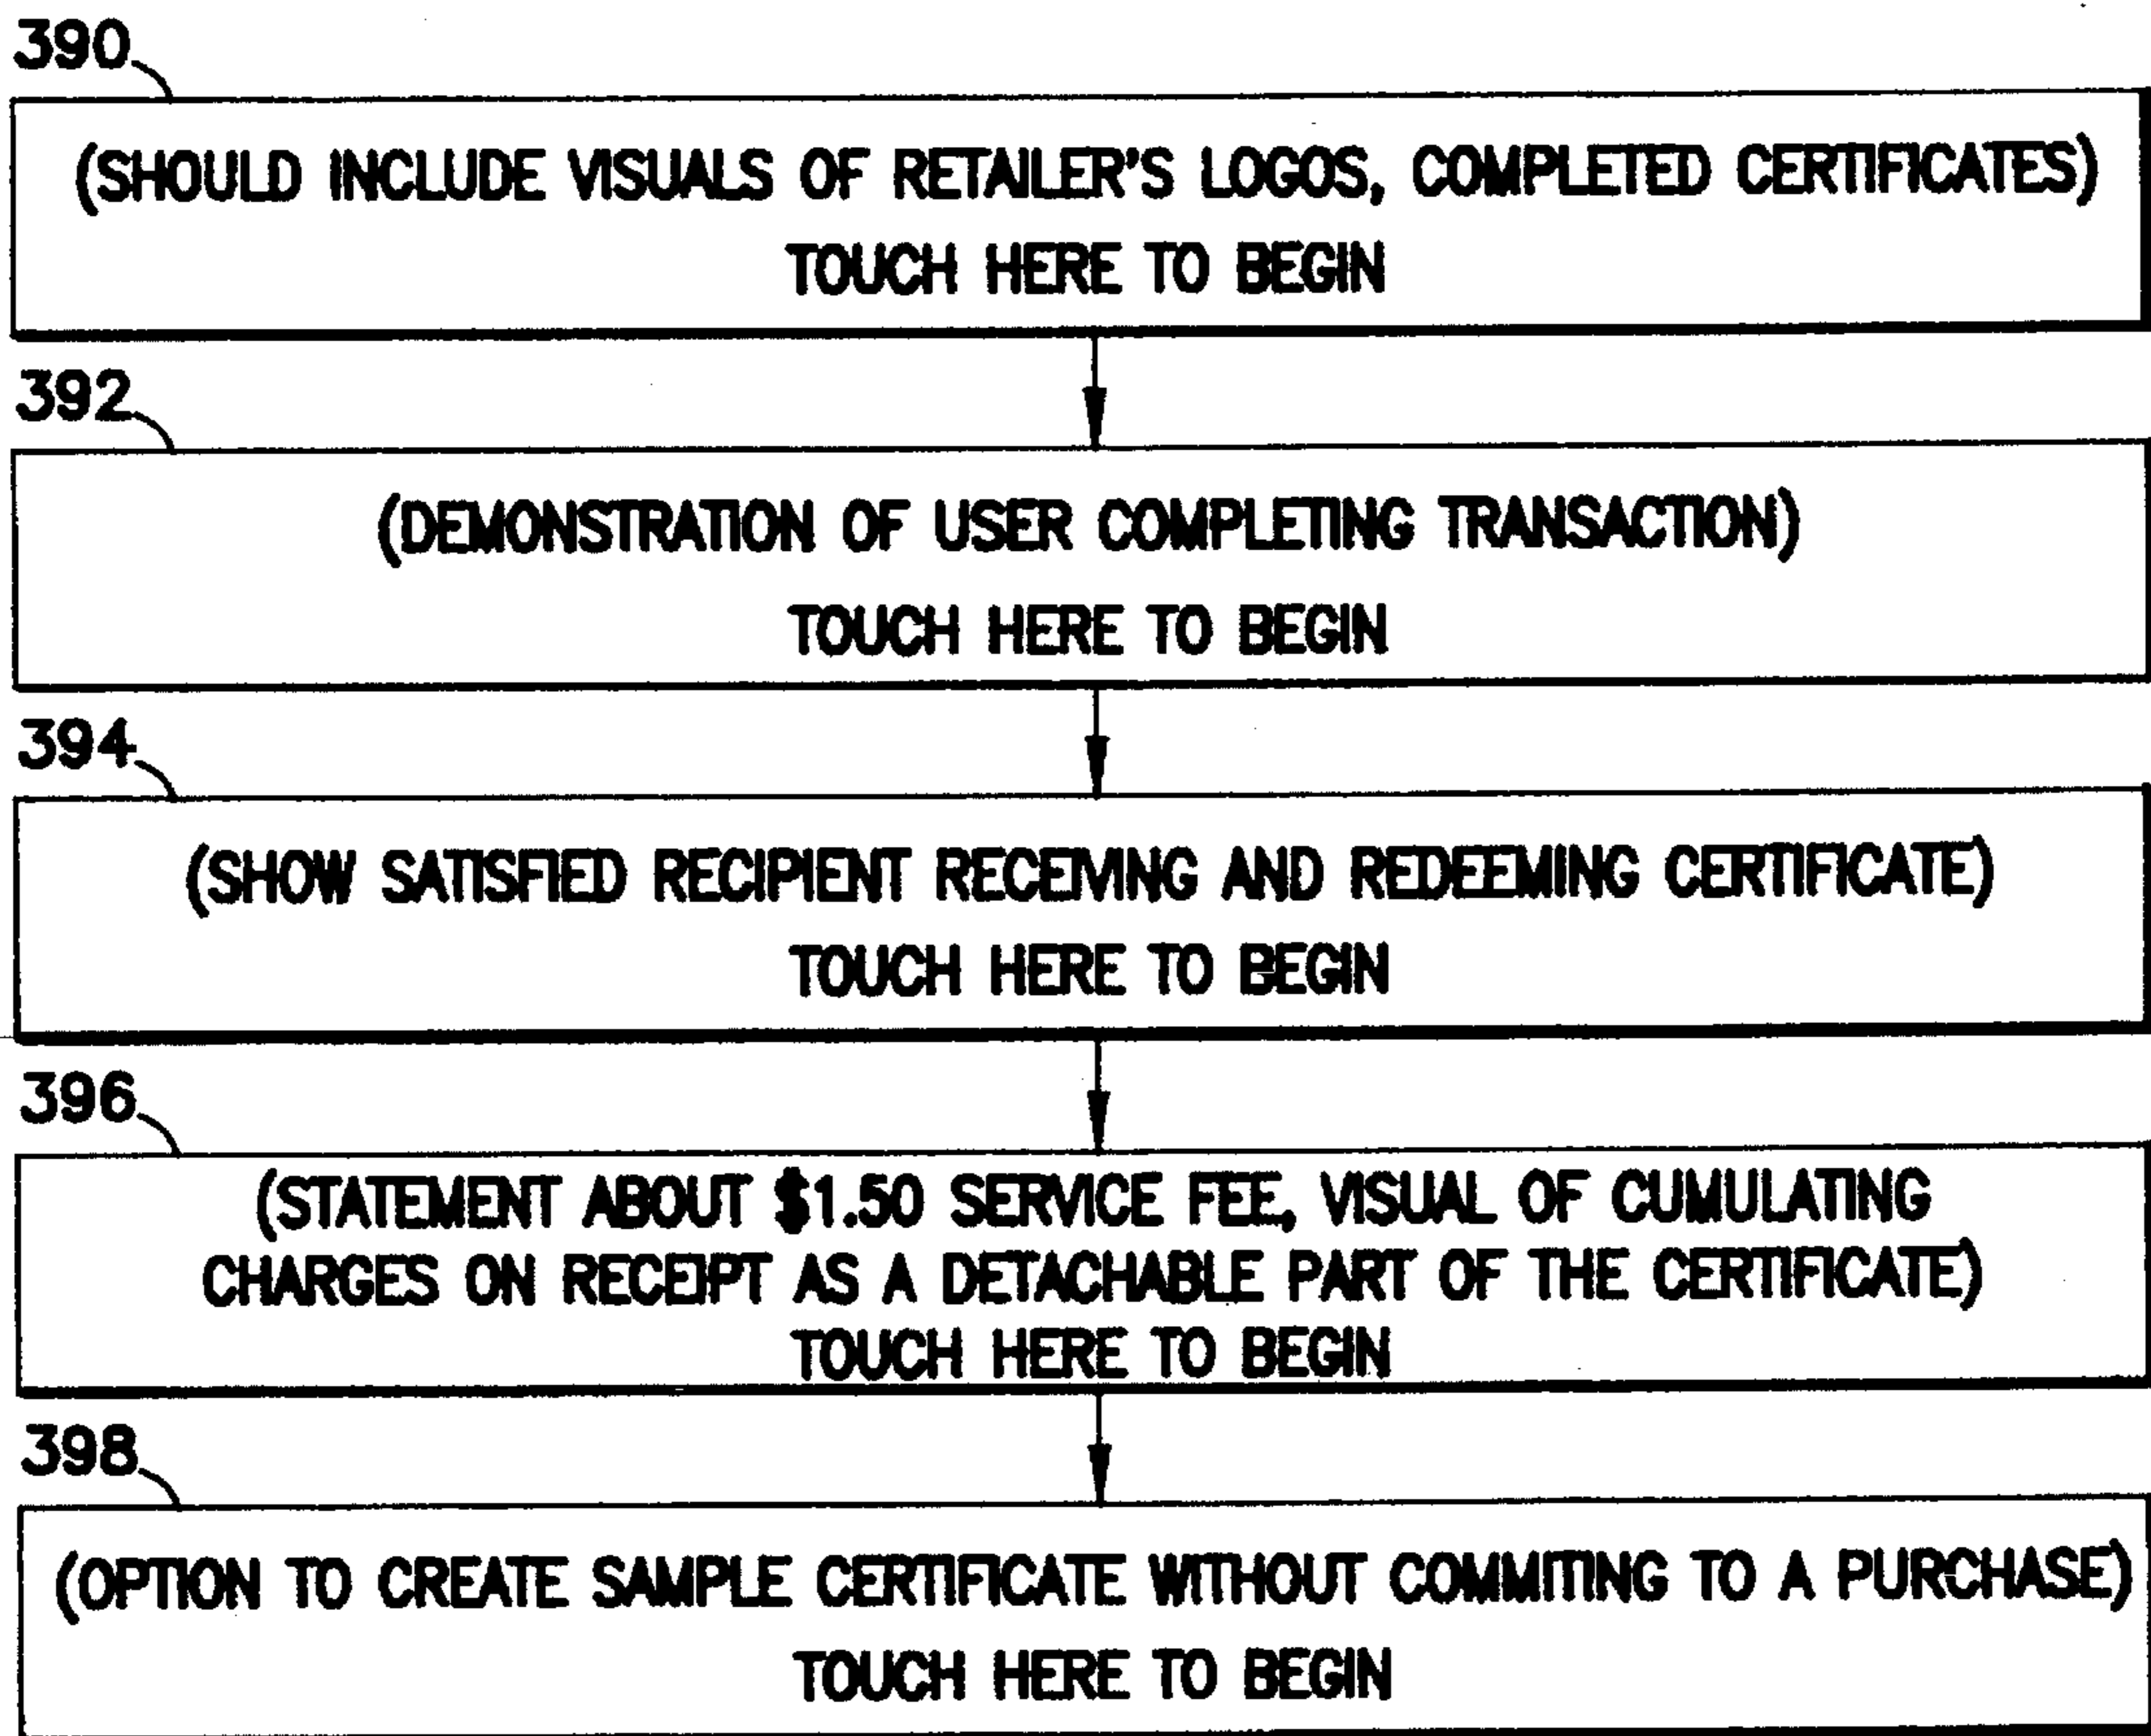 390
(SHOULD INCLUDE VISUALS OF RETAILER'S LOGOS, COMPLETED CERTIFICATES)
TOUCH HERE TO BEGIN
392
(DEMONSTRATION OF USER COMPLETING TRANSACTION)
TOUCH HERE TO BEGIN
394
(SHOW SATISFIED RECIPIENT RECEIVING AND REDEEMING CERTIFICATE)
TOUCH HERE TO BEGIN
396
(STATEMENT ABOUT $1.50 SERVICE FEE, VISUAL OF CUMULATING
CHARGES ON RECEIPT AS A DETACHABLE PART OF THE CERTIFICATE)
TOUCH HERE TO BEGIN
398
(OPTION TO CREATE SAMPLE CERTIFICATE WITHOUT COMMITING TO A PURCHASE)
TOUCH HERE TO BEGIN